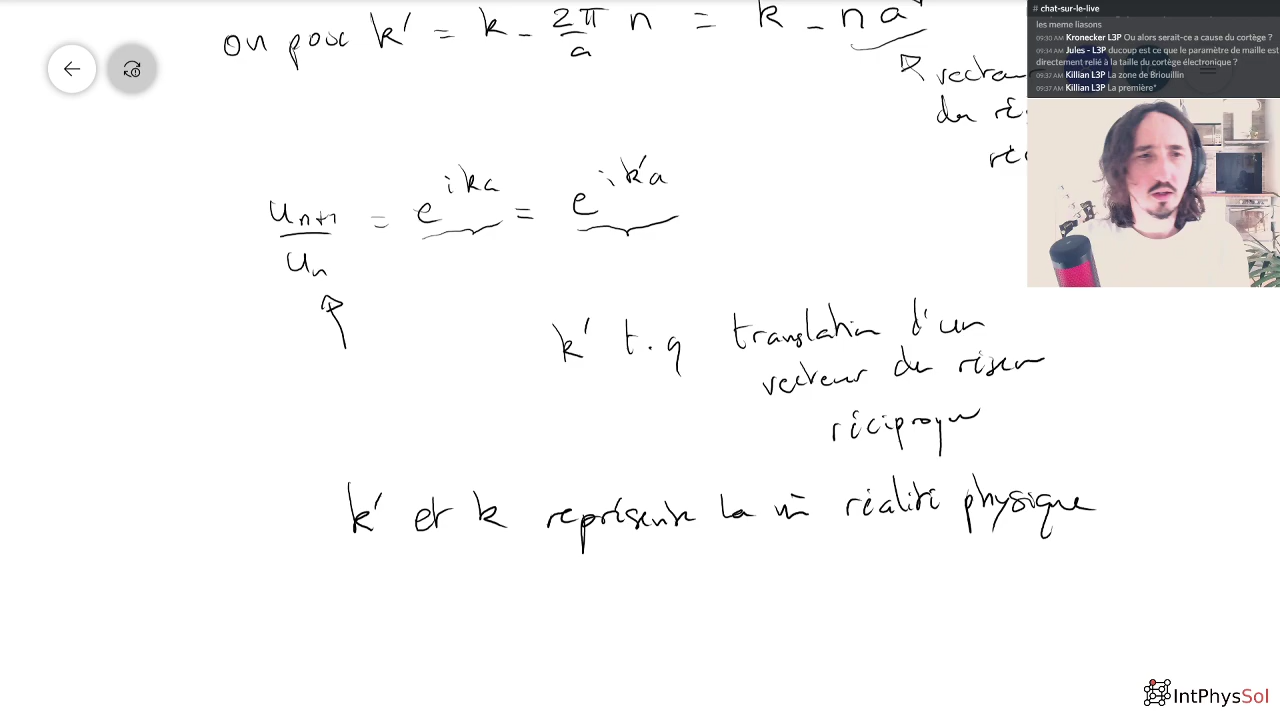 On pose k' = k - 2π/a n = k - n a*
vecteur
du ré
réc
u_{n+1}/u_n = e^{ika} = e^{ik'a}
k' t.q translation d'un
vecteur du réseau
réciproque
k' et k représente la m̄ réalité physique
# chat-sur-le-live
les meme liasons
09:30 AM Kronecker L3P Ou alors serait-ce a cause du cortège ?
09:34 AM Jules - L3P ducoup est ce que le paramètre de maille est
directement relié à la taille du cortège électronique ?
09:37 AM Killian L3P La zone de Briouillin
09:37 AM Killian L3P La première*
IntPhysSol